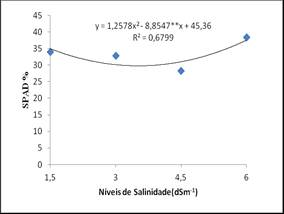 y = 1,2578x²- 8,8547**x + 45,36
R² = 0,6799
45
40
35
30
25
20
15
10
5
0
SPAD %
1,5 3 4,5 6
Níveis de Salinidade(dSm⁻¹)